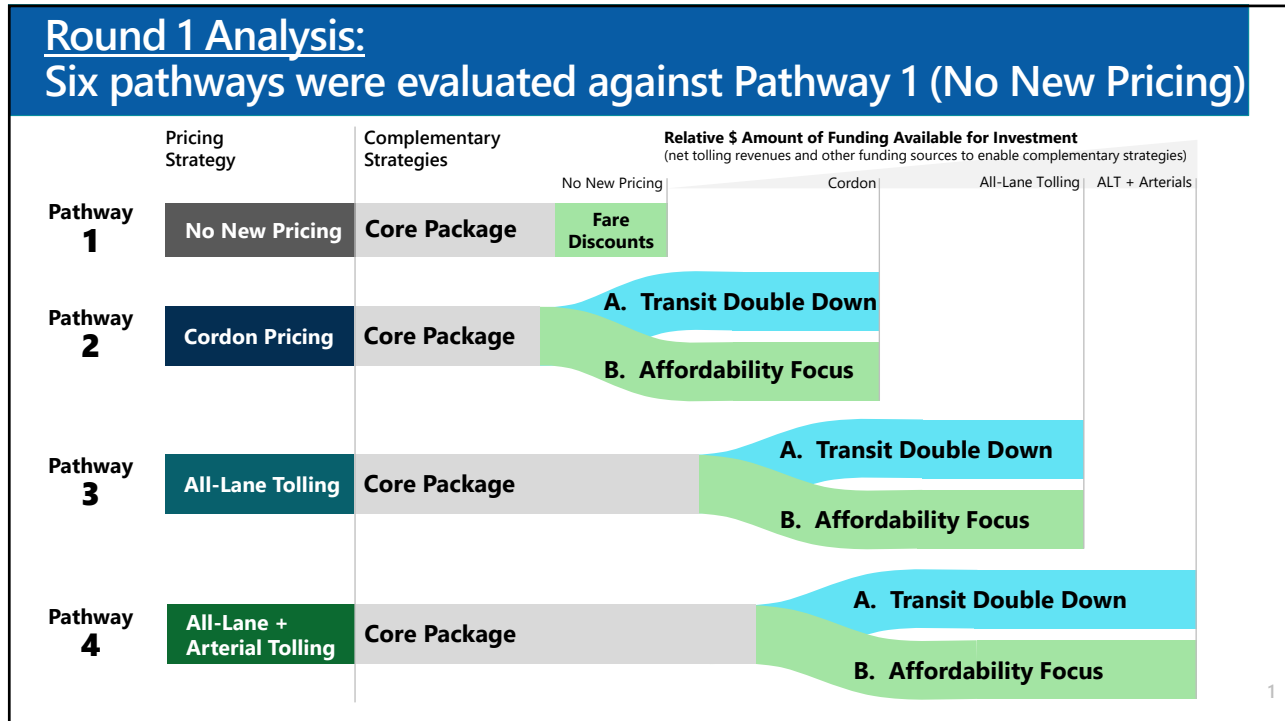 Round 1 Analysis:
Six pathways were evaluated against Pathway 1 (No New Pricing)
Pricing
Strategy
Complementary
Strategies
Relative $ Amount of Funding Available for Investment
(net tolling revenues and other funding sources to enable complementary strategies)
No New Pricing
Cordon
All-Lane Tolling
ALT + Arterials
Pathway
1
No New Pricing
Core Package
Fare
Discounts
Pathway
2
Cordon Pricing
Core Package
A. Transit Double Down
B. Affordability Focus
Pathway
3
All-Lane Tolling
Core Package
A. Transit Double Down
B. Affordability Focus
Pathway
4
All-Lane +
Arterial Tolling
Core Package
A. Transit Double Down
B. Affordability Focus
1